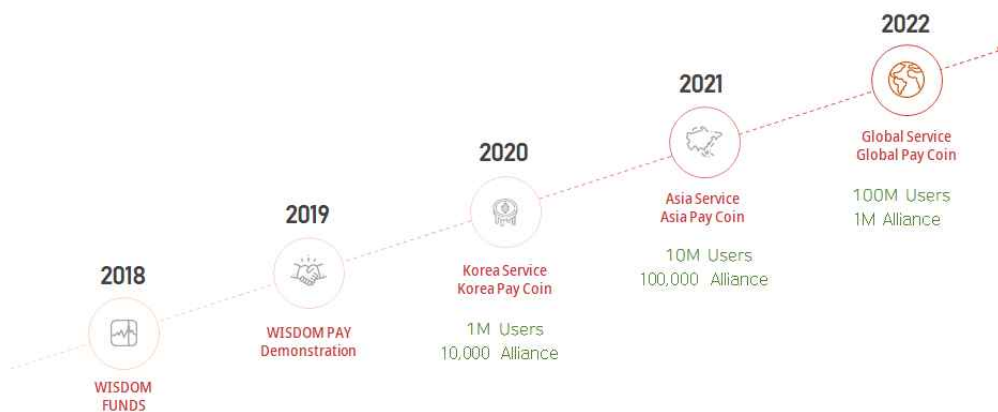 2018
WISDOM
FUNDS
2019
WISDOM PAY
Demonstration
2020
Korea Service
Korea Pay Coin
1M Users
10,000 Alliance
2021
Asia Service
Asia Pay Coin
10M Users
100,000 Alliance
2022
Global Service
Global Pay Coin
100M Users
1M Alliance